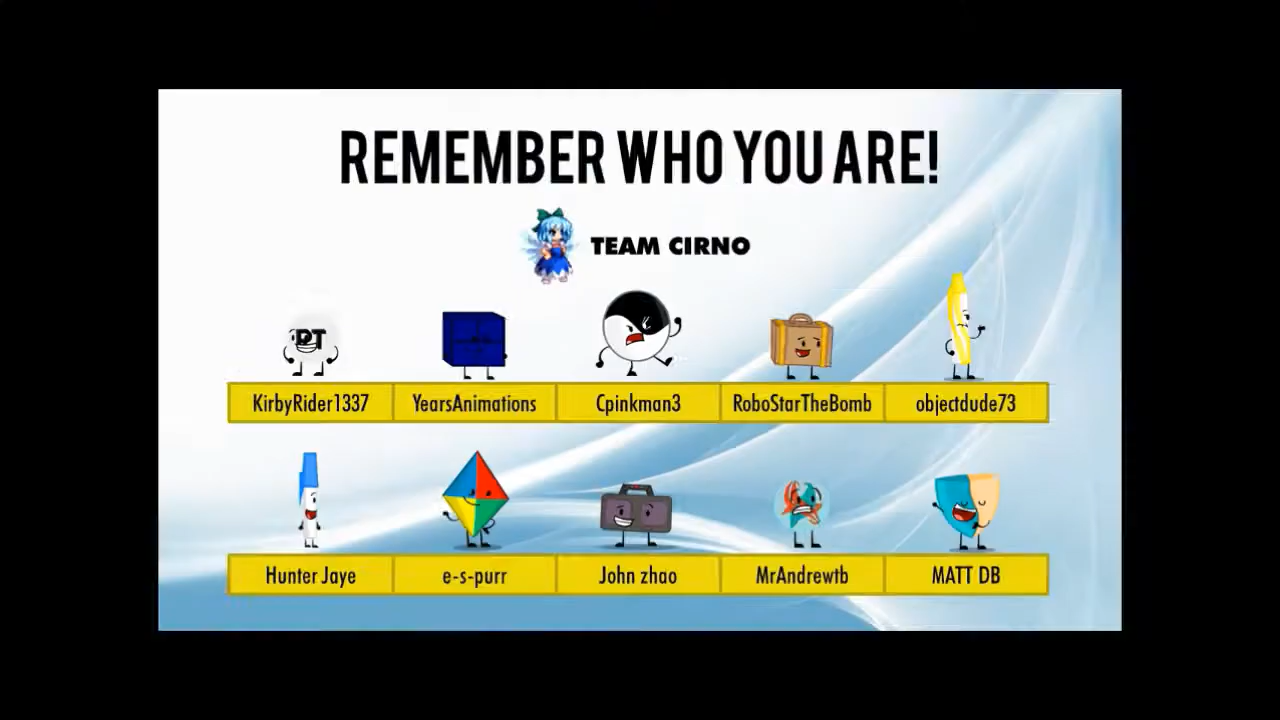 REMEMBER WHO YOU ARE!
TEAM CIRNO
PT
KirbyRider1337 YearsAnimations Cpinkman3 RoboStarTheBomb objectdude73
Hunter Jaye e-s-purr John zhao MrAndrewtb MATT DB